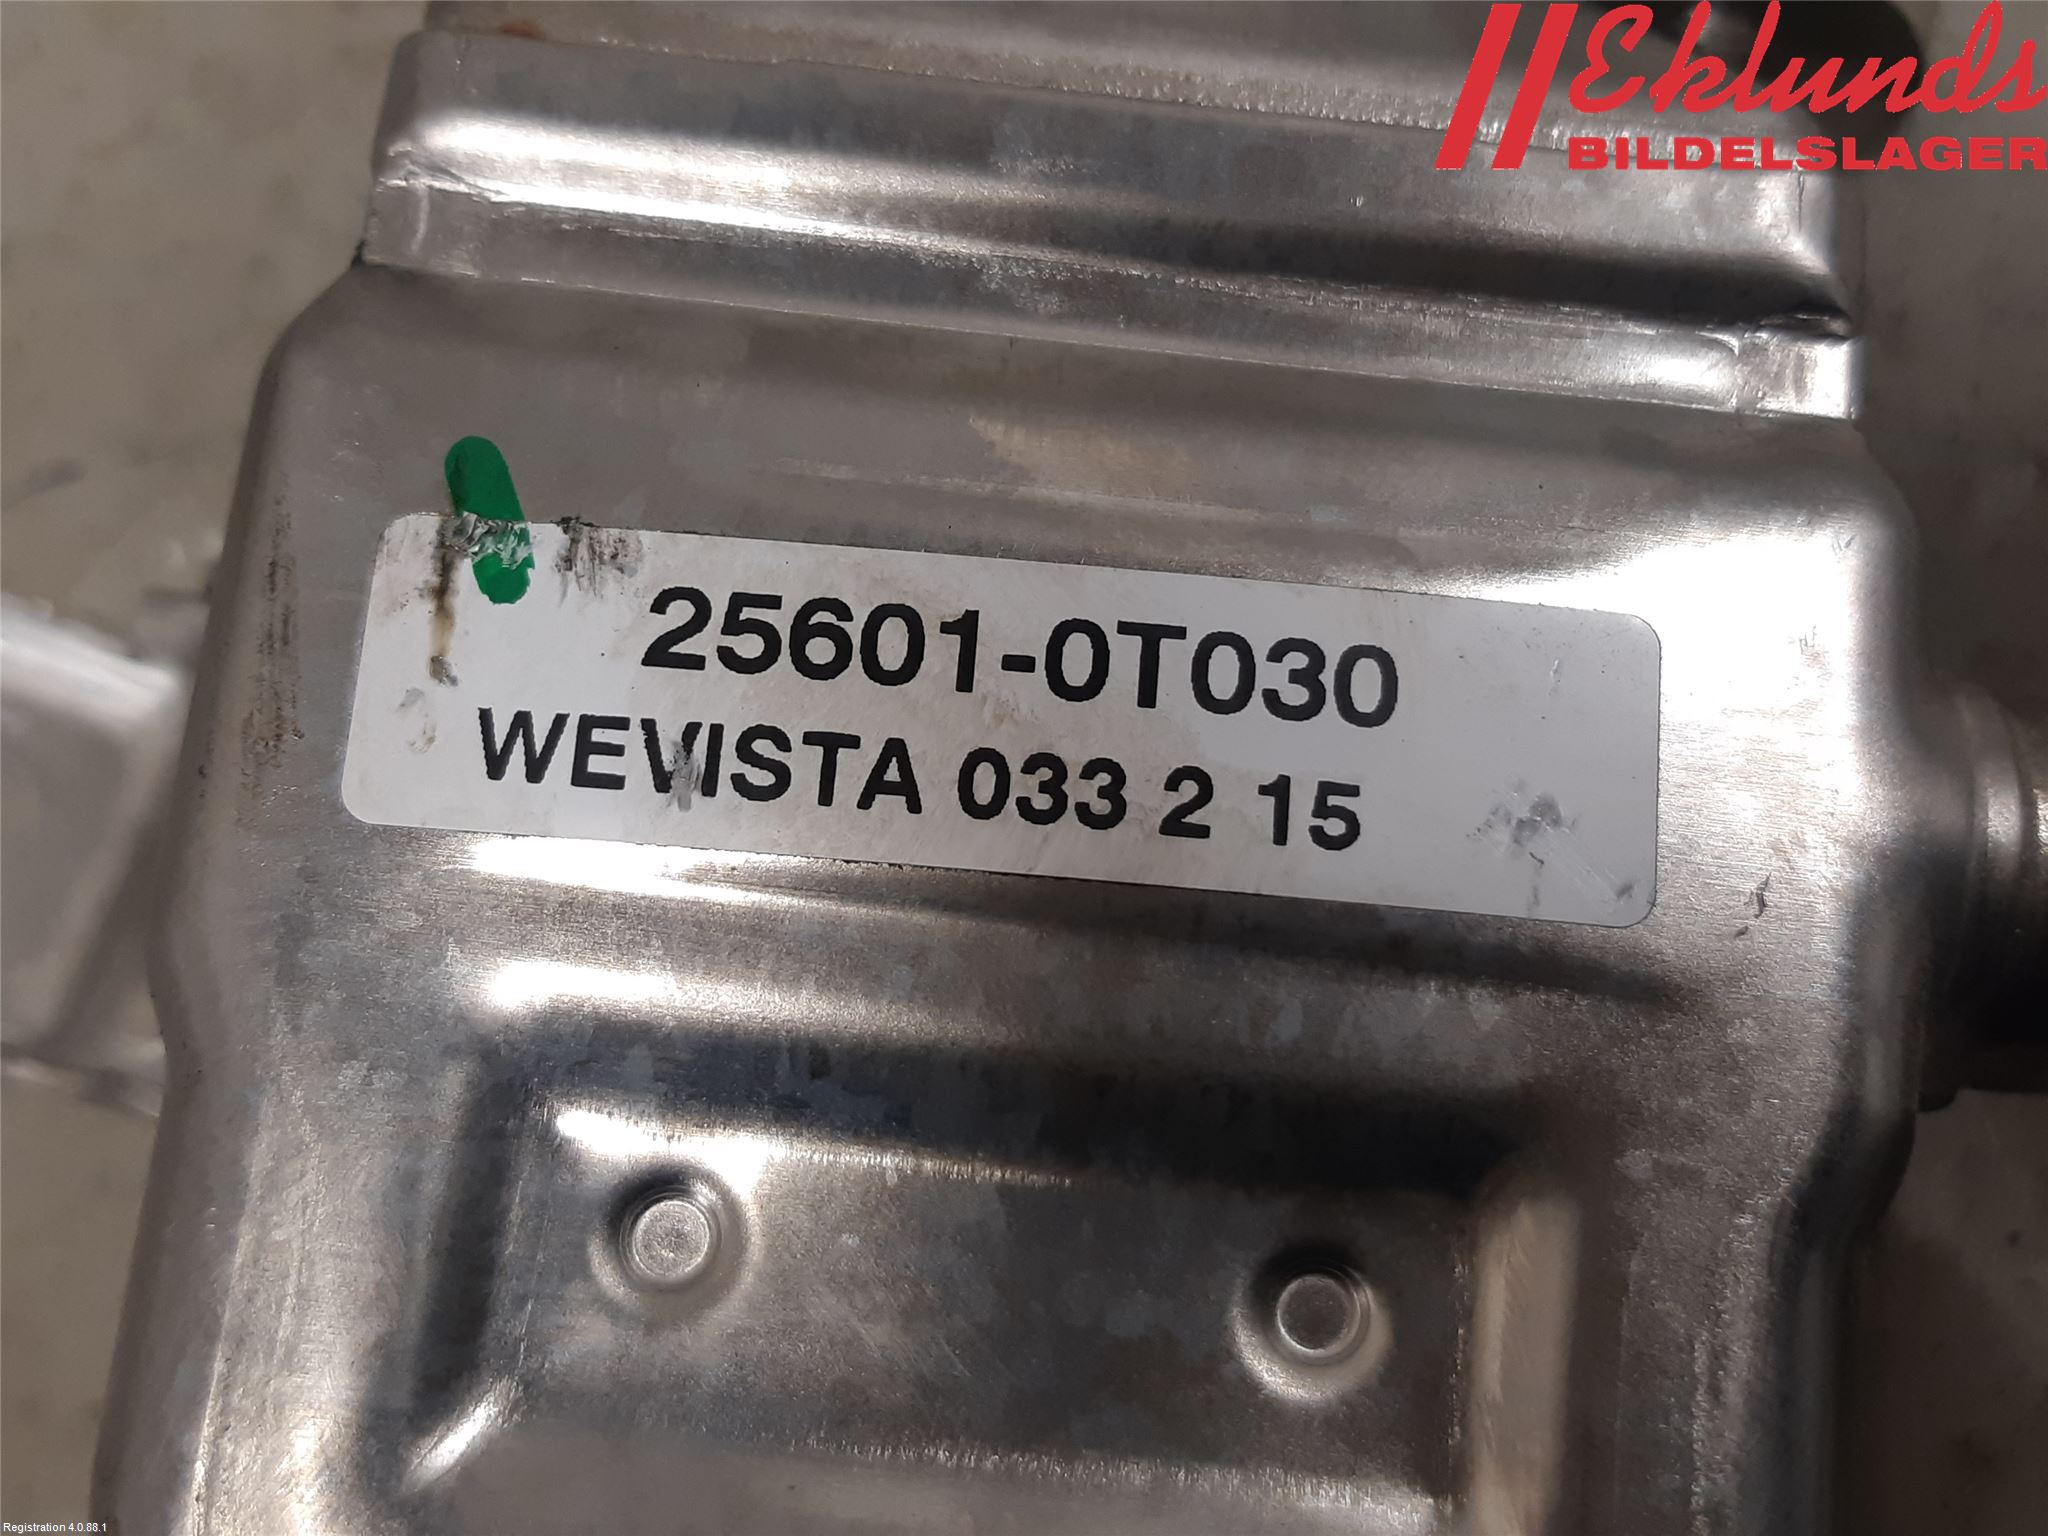 Eklunds
BILDELSLAGER
25601-0T030
WEVISTA 033 2 15
Registration 4.0.88.1